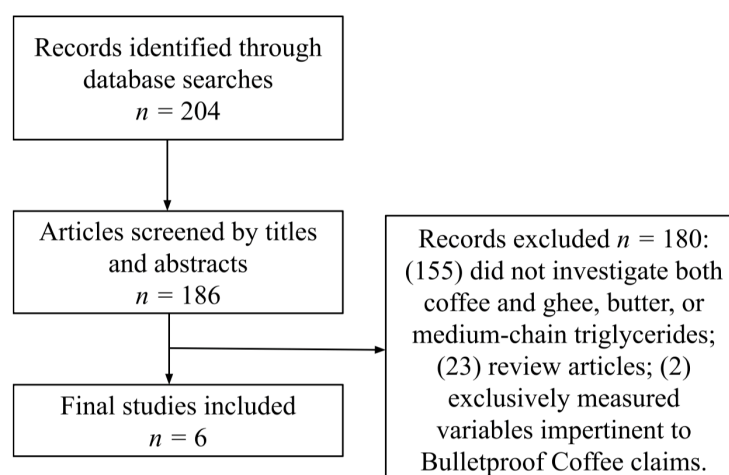 Records identified through
database searches
n = 204
Articles screened by titles
and abstracts
n = 186
Records excluded n = 180:
(155) did not investigate both
coffee and ghee, butter, or
medium-chain triglycerides;
(23) review articles; (2)
exclusively measured
variables impertinent to
Bulletproof Coffee claims.
Final studies included
n = 6